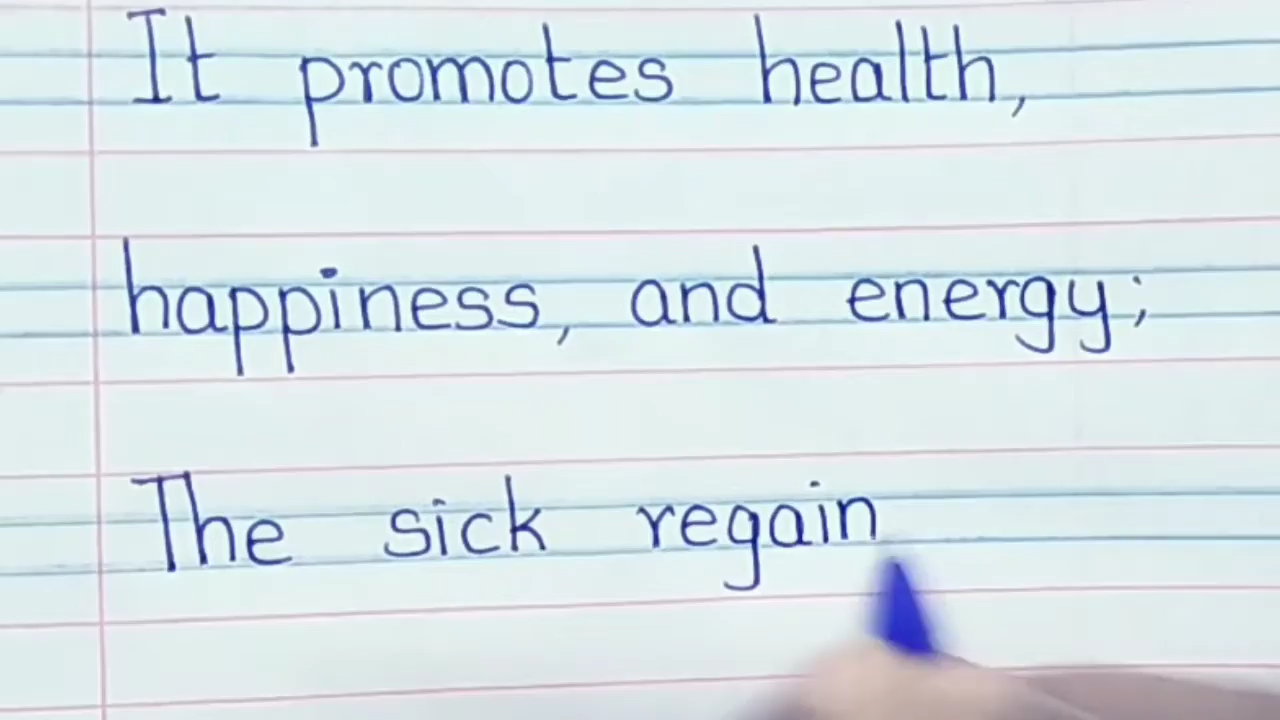 It promotes health,
happiness, and energy;
The sick regain